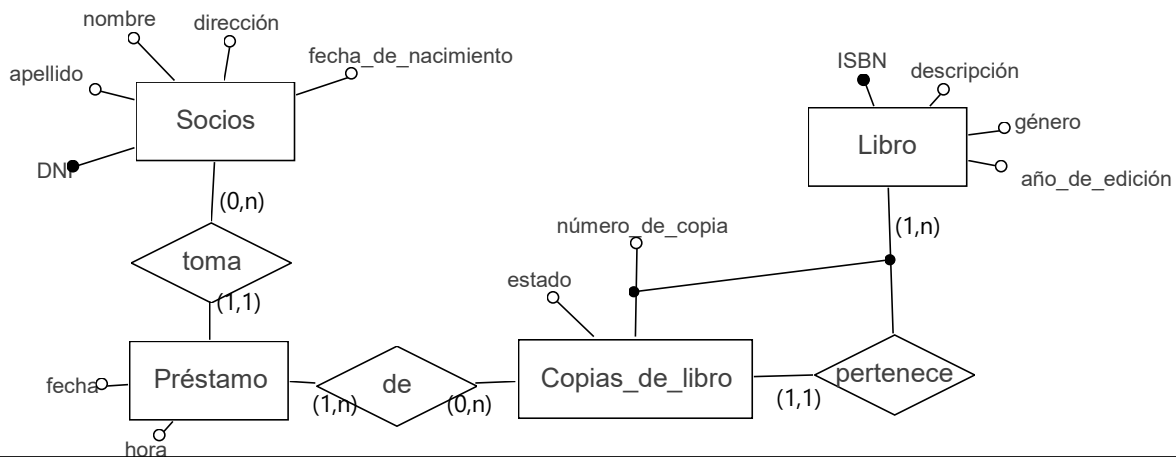 nombre
dirección
apellido
fecha_de_nacimiento
Socios
DNI
(0,n)
toma
(1,1)
Préstamo
fecha
hora
(1,n)
de
(0,n)
ISBN
descripción
género
Libro
año_de_edición
(1,n)
número_de_copia
estado
Copias_de_libro
(1,1)
pertenece